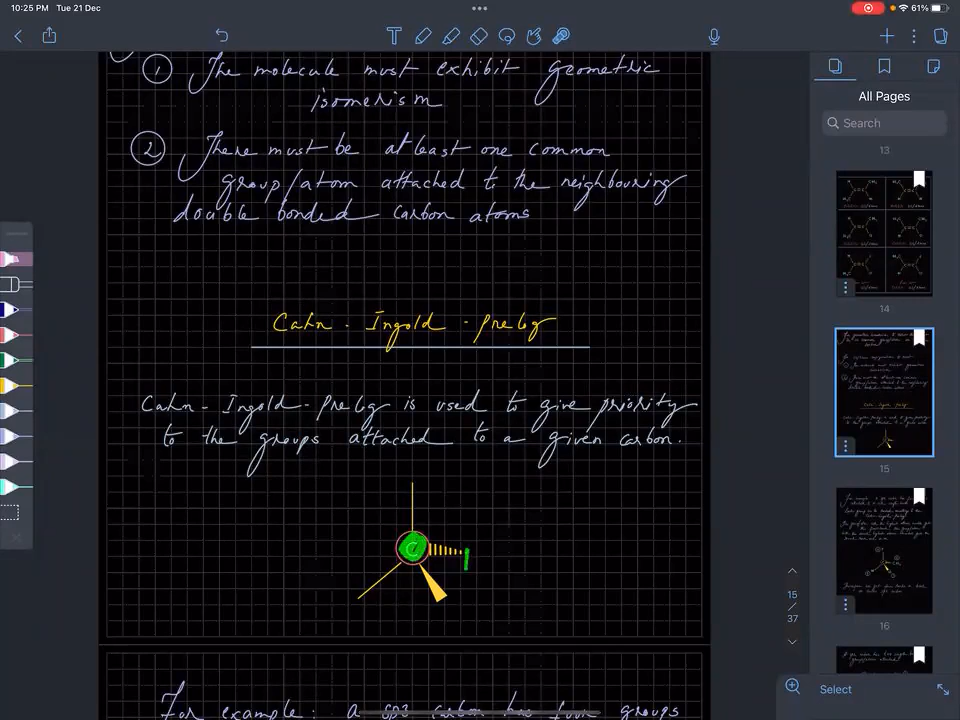 10:25 PM Tue 21 Dec
61%
1 The molecule must exhibit geometric
isomerism
2 There must be at least one common
group/atom attached to the neighbouring
double bonded carbon atoms
Cahn - Ingold - Prelog
Cahn - Ingold - Prelog is used to give priority
to the groups attached to a given carbon.
C
For example: a sp3 carbon has four groups
All Pages
Search
13
14
15
16
15
/
37
Select